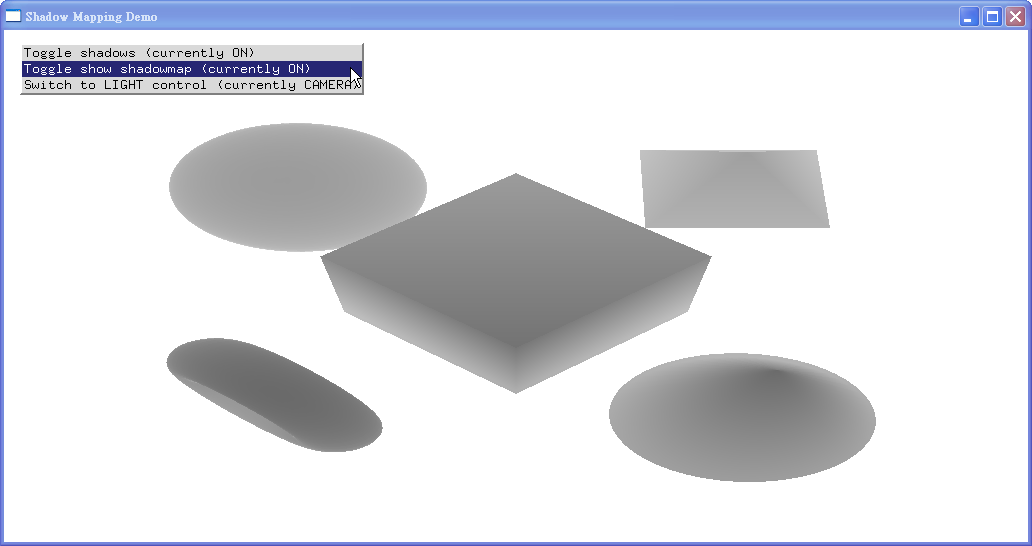 Shadow Mapping Demo
Toggle shadows (currently ON)
Toggle show shadowmap (currently ON)
Switch to LIGHT control (currently CAMERA)